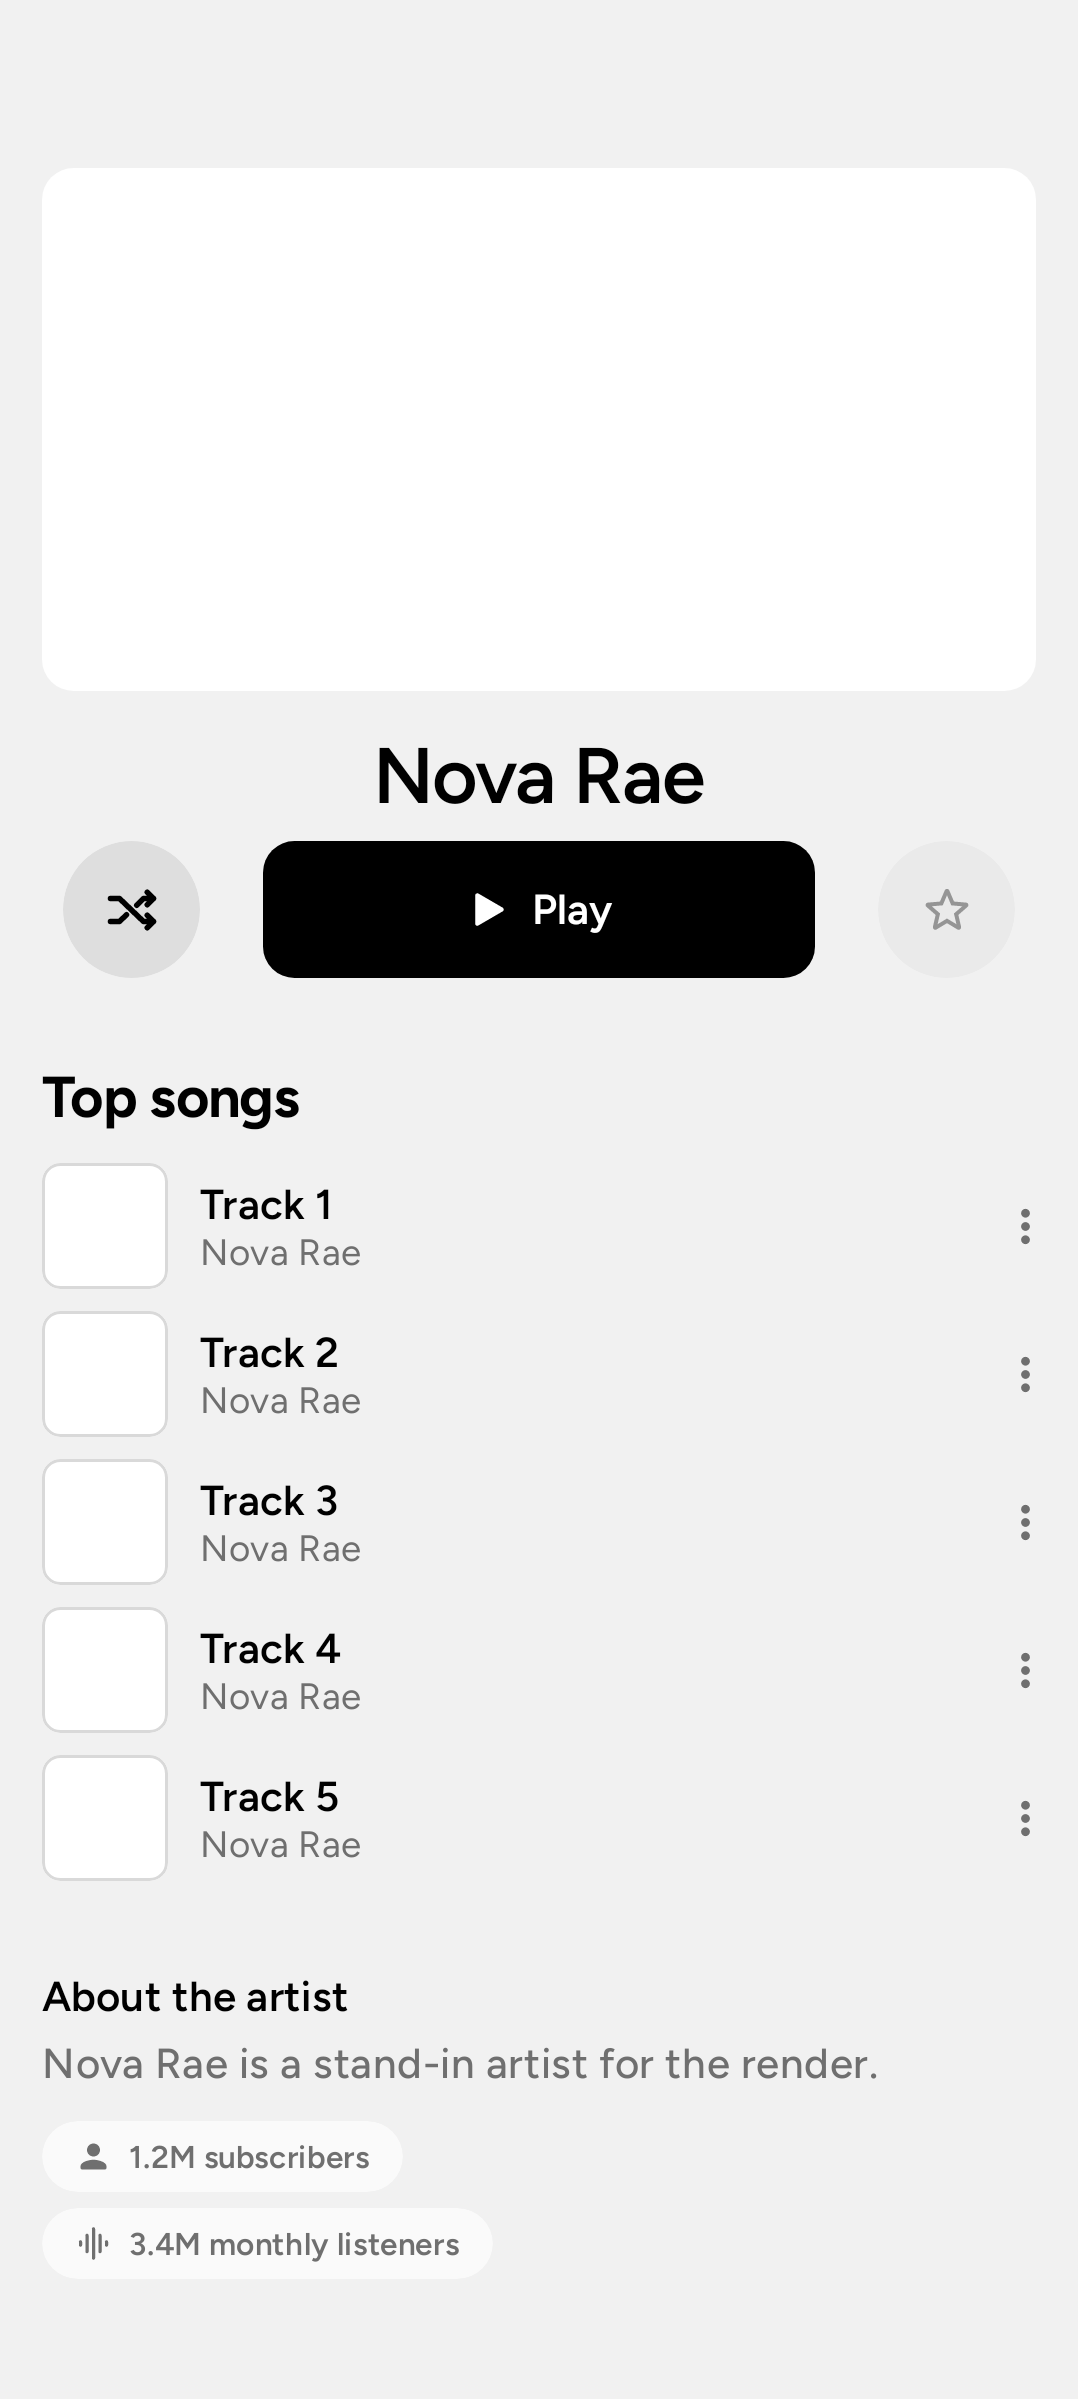 Nova Rae
Play
Top songs
Track 1
Nova Rae
Track 2
Nova Rae
Track 3
Nova Rae
Track 4
Nova Rae
Track 5
Nova Rae
About the artist
Nova Rae is a stand-in artist for the render.
1.2M subscribers
3.4M monthly listeners